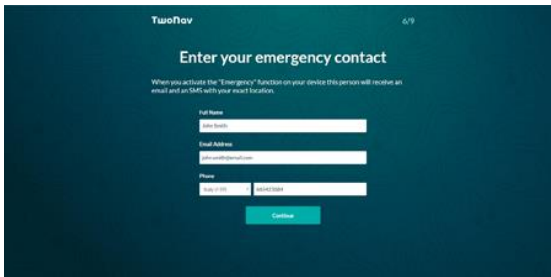 TwoNav
6/9
Enter your emergency contact
When you activate the "Emergency" function on your device this person will receive an
email and an SMS with your exact location.
Full Name
John Smith
Email Address
john.smith@email.com
Phone
Continue